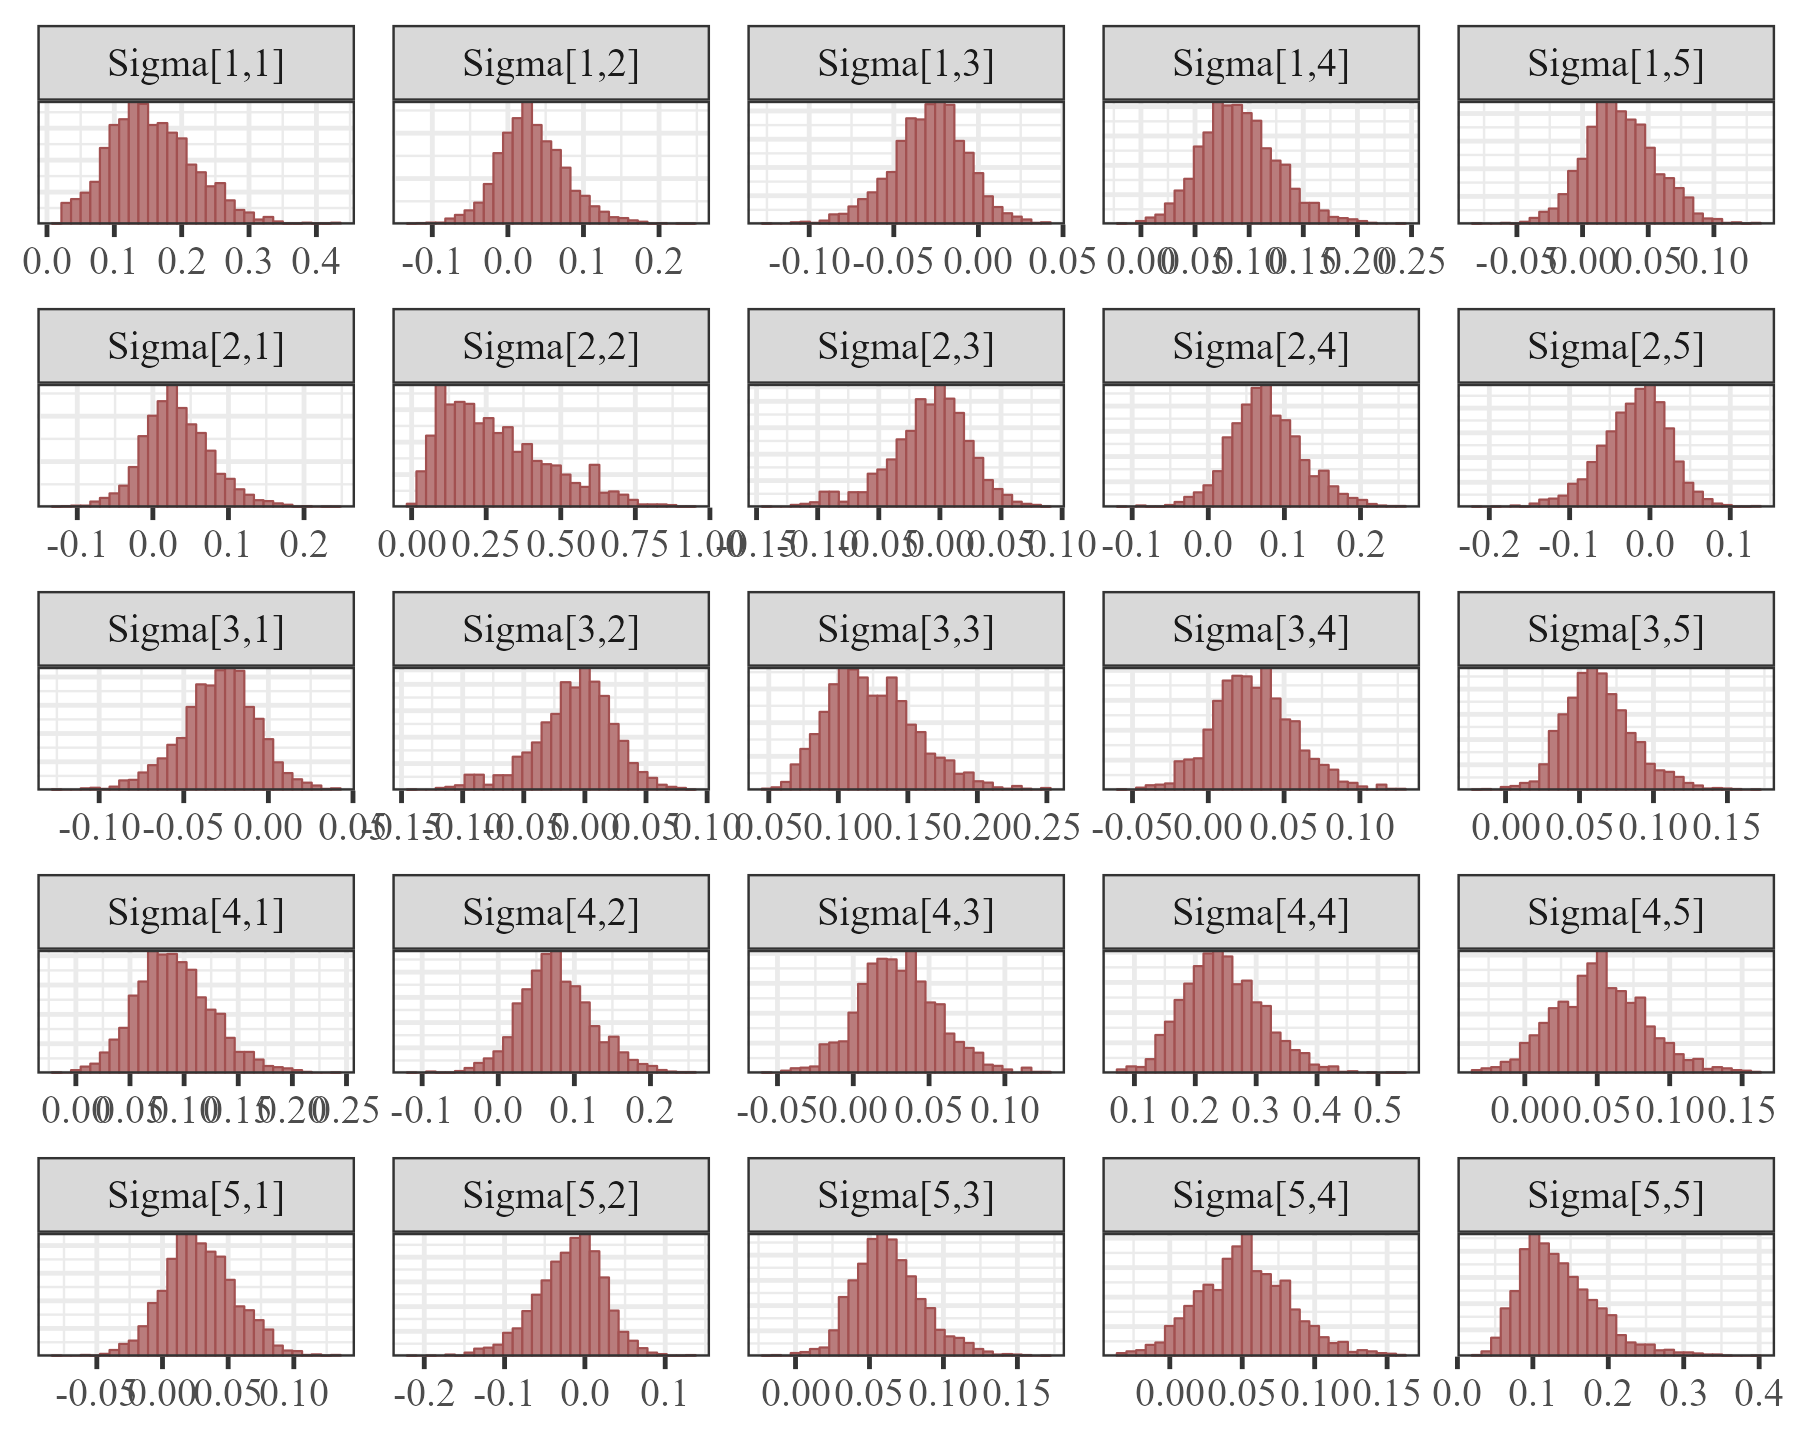 Sigma[1,1] Sigma[1,2] Sigma[1,3] Sigma[1,4] Sigma[1,5]
0.0 0.1 0.2 0.3 0.4 -0.1 0.0 0.1 0.2 -0.10 -0.05 0.00 0.05 0.00 0.05 0.10 0.15 0.20 0.25 -0.05 0.00 0.05 0.10
Sigma[2,1] Sigma[2,2] Sigma[2,3] Sigma[2,4] Sigma[2,5]
-0.1 0.0 0.1 0.2 0.00 0.25 0.50 0.75 1.00 -0.15 -0.10 -0.05 0.00 0.05 0.10 -0.1 0.0 0.1 0.2 -0.2 -0.1 0.0 0.1
Sigma[3,1] Sigma[3,2] Sigma[3,3] Sigma[3,4] Sigma[3,5]
-0.10 -0.05 0.00 0.05 -0.15 -0.10 -0.05 0.00 0.05 0.10 0.05 0.10 0.15 0.20 0.25 -0.05 0.00 0.05 0.10 0.00 0.05 0.10 0.15
Sigma[4,1] Sigma[4,2] Sigma[4,3] Sigma[4,4] Sigma[4,5]
0.00 0.05 0.10 0.15 0.20 0.25 -0.1 0.0 0.1 0.2 -0.05 0.00 0.05 0.10 0.1 0.2 0.3 0.4 0.5 0.00 0.05 0.10 0.15
Sigma[5,1] Sigma[5,2] Sigma[5,3] Sigma[5,4] Sigma[5,5]
-0.05 0.00 0.05 0.10 -0.2 -0.1 0.0 0.1 0.00 0.05 0.10 0.15 0.00 0.05 0.10 0.15 0.0 0.1 0.2 0.3 0.4